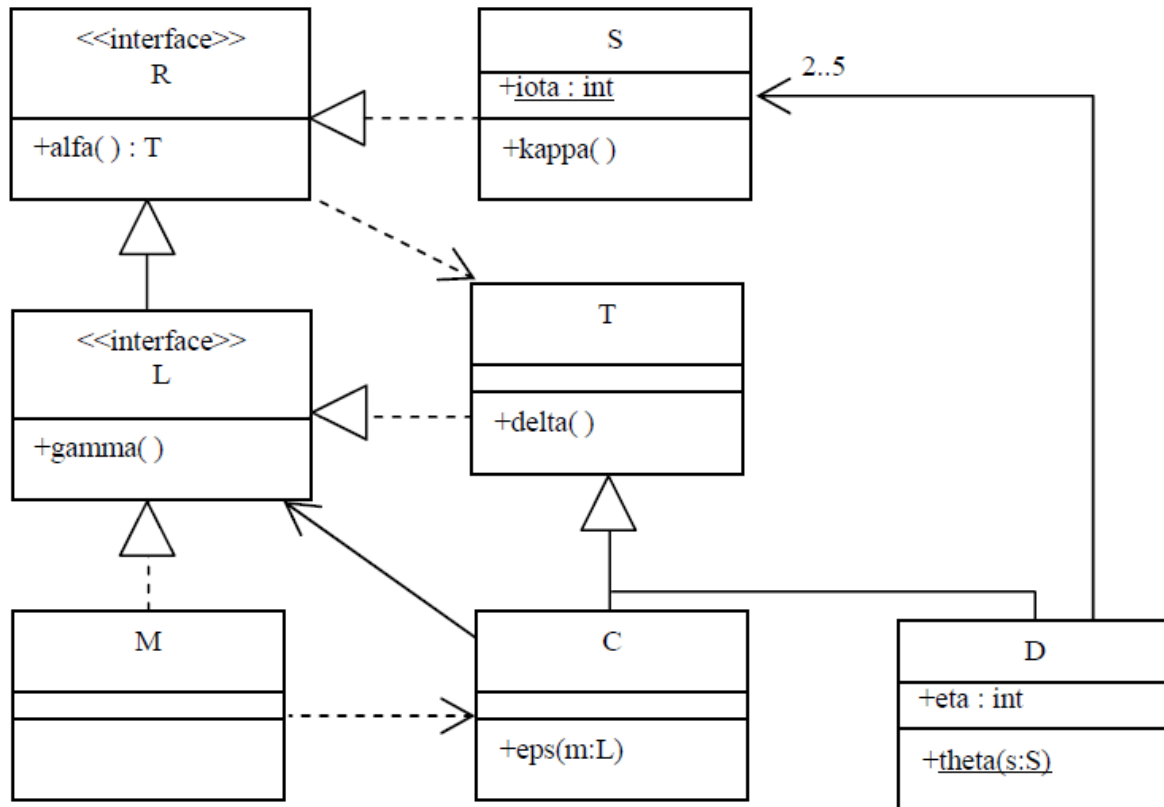 <<interface>>
R
+alfa( ) : T
S
+iota : int
+kappa( )
2..5
<<interface>>
L
+gamma( )
T
+delta( )
M
C
+eps(m:L)
D
+eta : int
+theta(s:S)